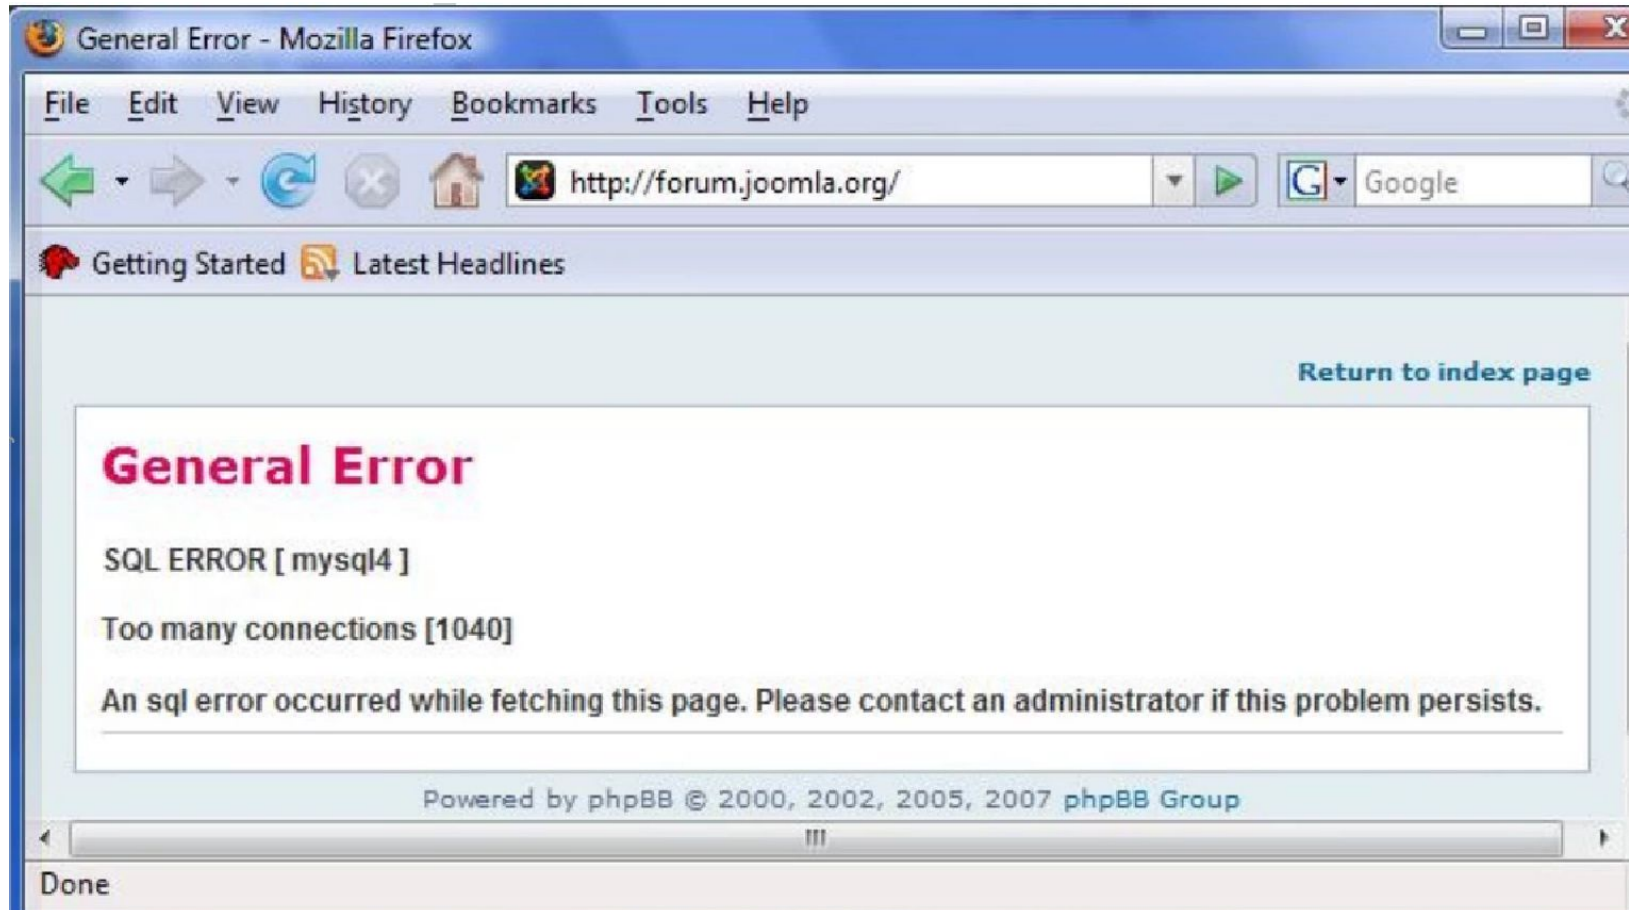 General Error - Mozilla Firefox
File Edit View History Bookmarks Tools Help
http://forum.joomla.org/ G Google
Getting Started Latest Headlines
Return to index page
General Error
SQL ERROR [ mysql4 ]
Too many connections [1040]
An sql error occurred while fetching this page. Please contact an administrator if this problem persists.
Powered by phpBB © 2000, 2002, 2005, 2007 phpBB Group
Done